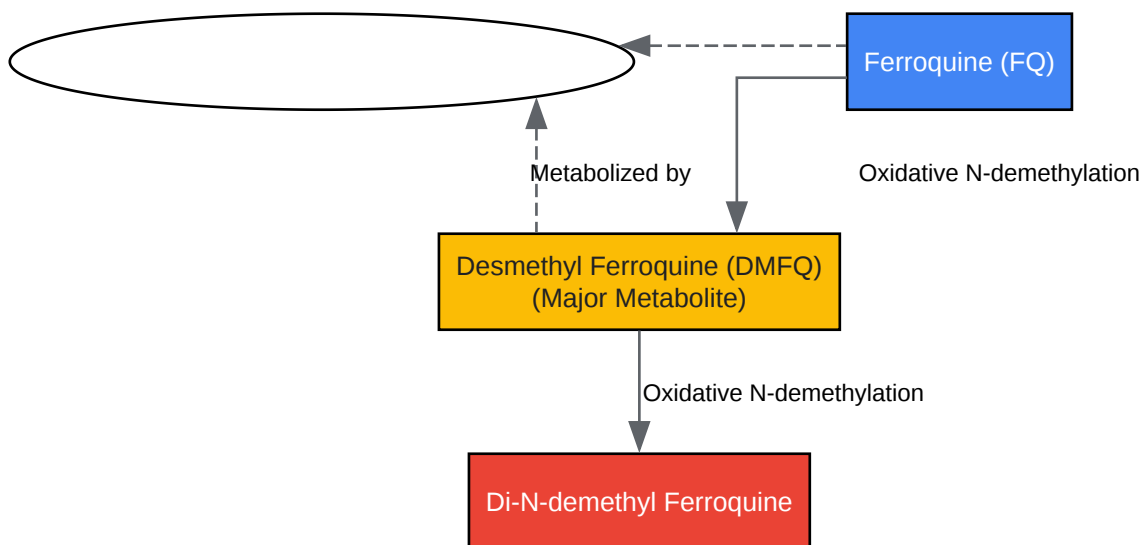 Ferroquine (FQ)
Metabolized by
Oxidative N-demethylation
Desmethyl Ferroquine (DMFQ)
(Major Metabolite)
Oxidative N-demethylation
Di-N-demethyl Ferroquine